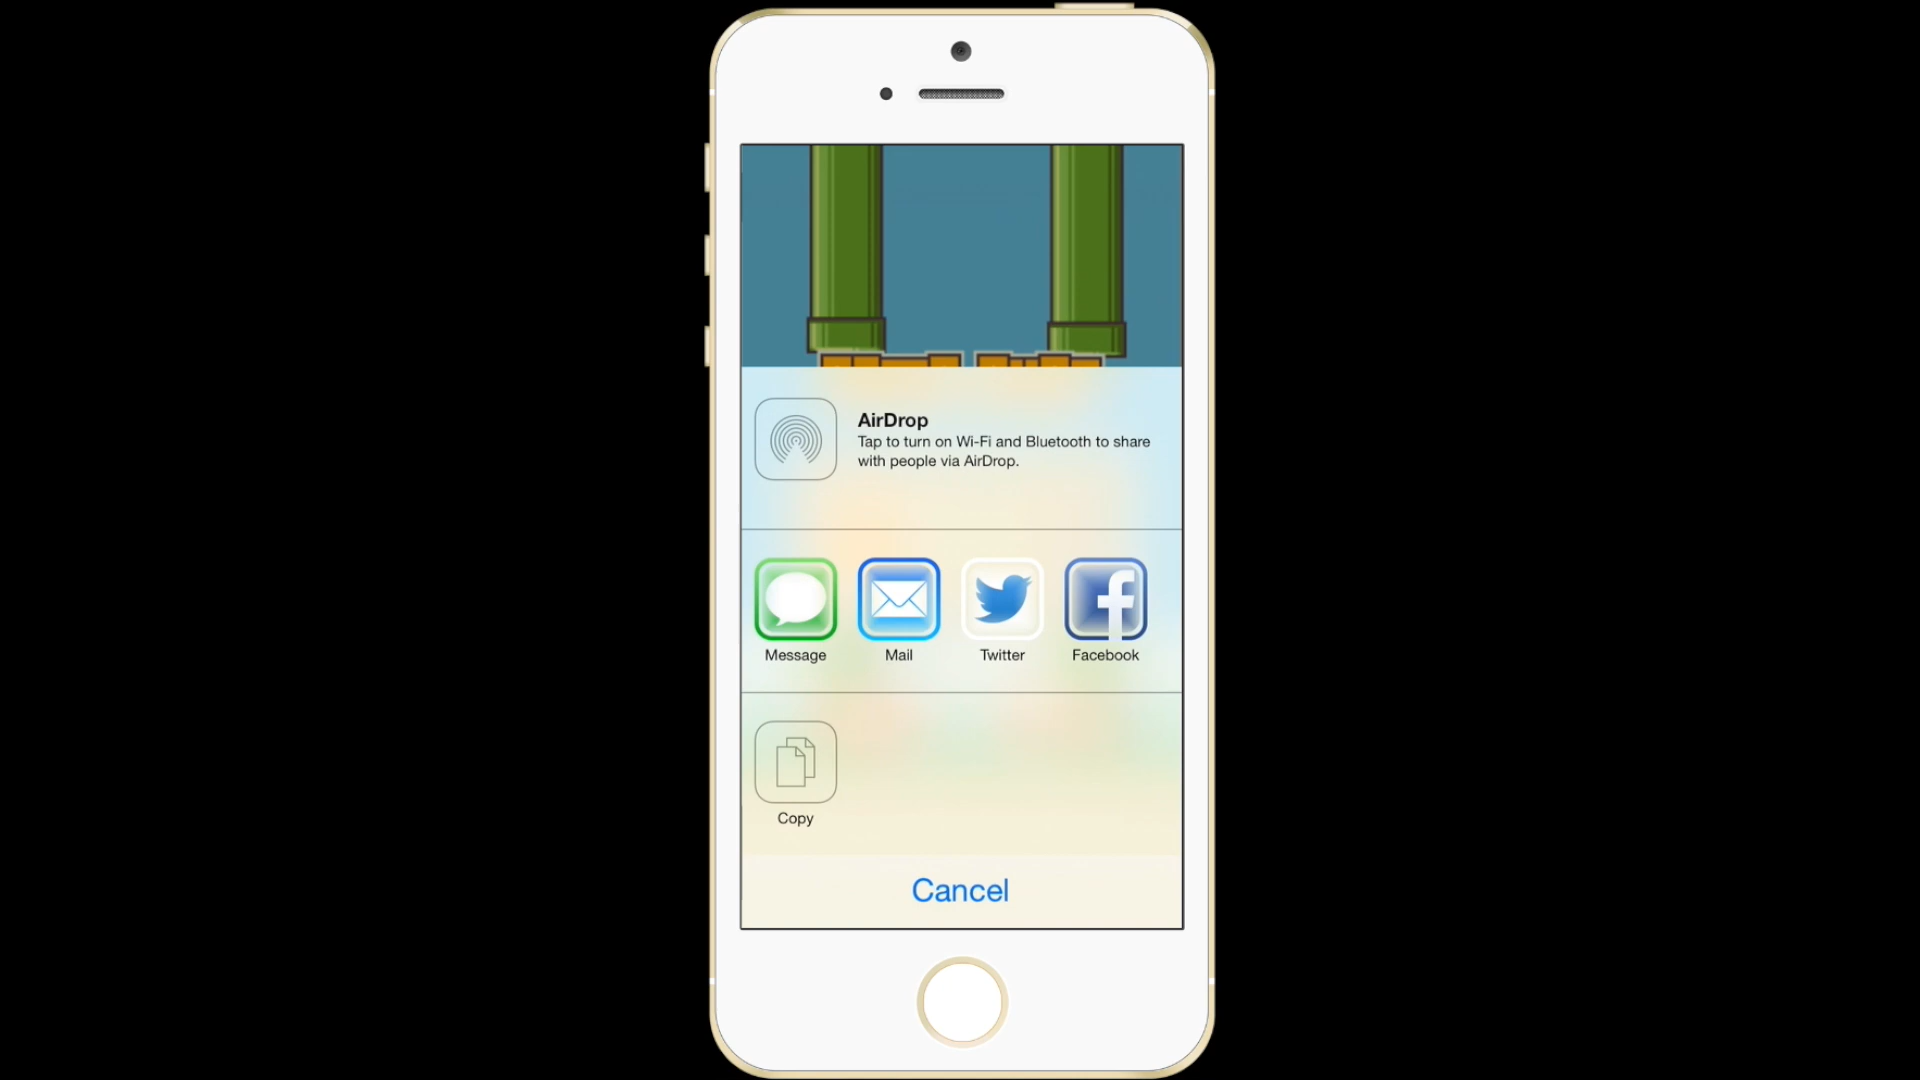 AirDrop
Tap to turn on Wi-Fi and Bluetooth to share
with people via AirDrop.
Message Mail Twitter Facebook
Copy
Cancel